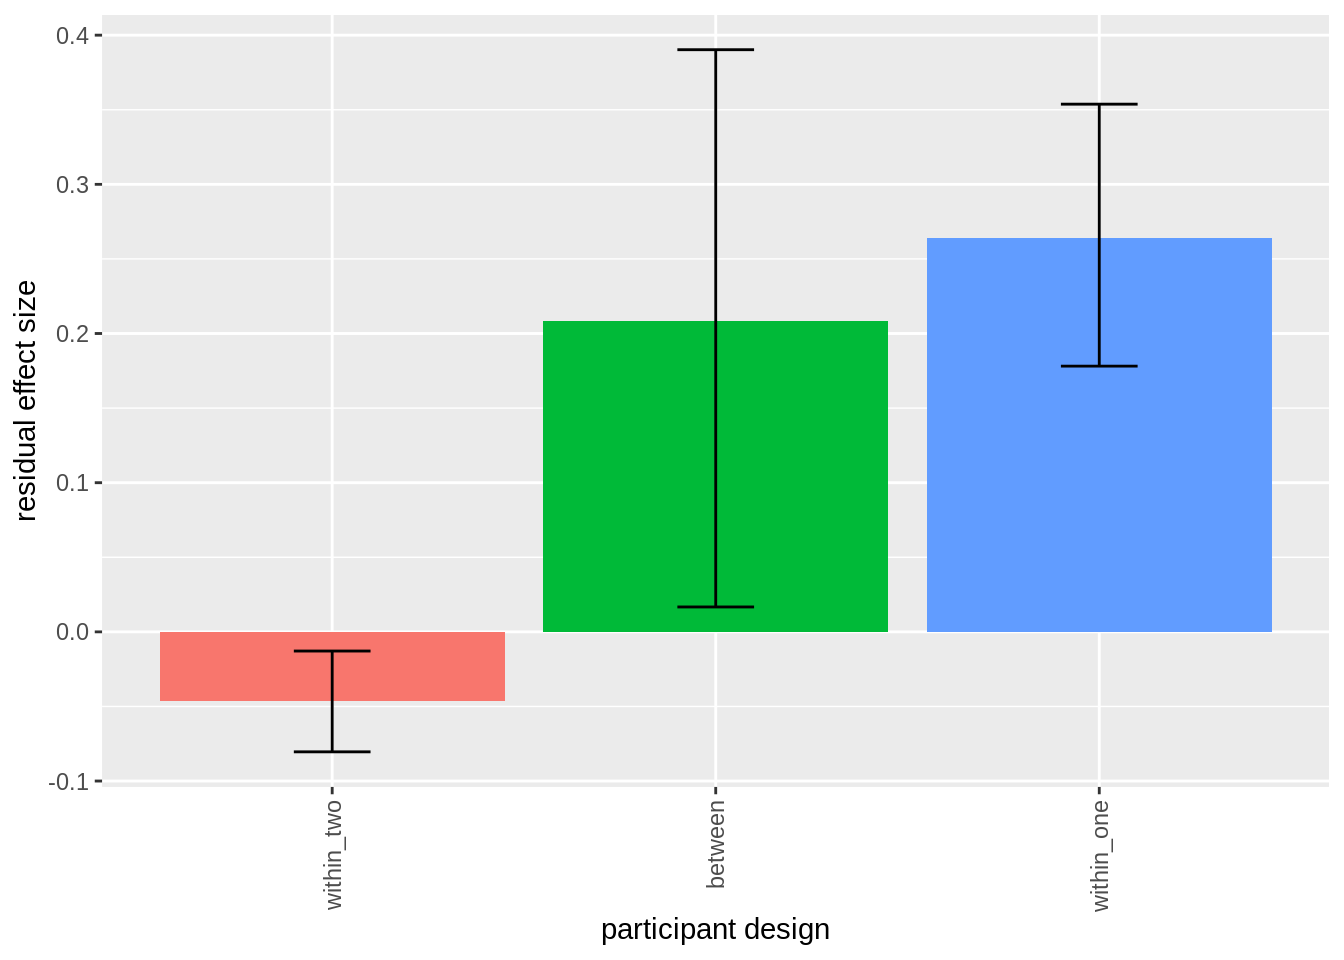 0.4
0.3
0.2
0.1
0.0
-0.1
residual effect size
within_two
between
within_one
participant design